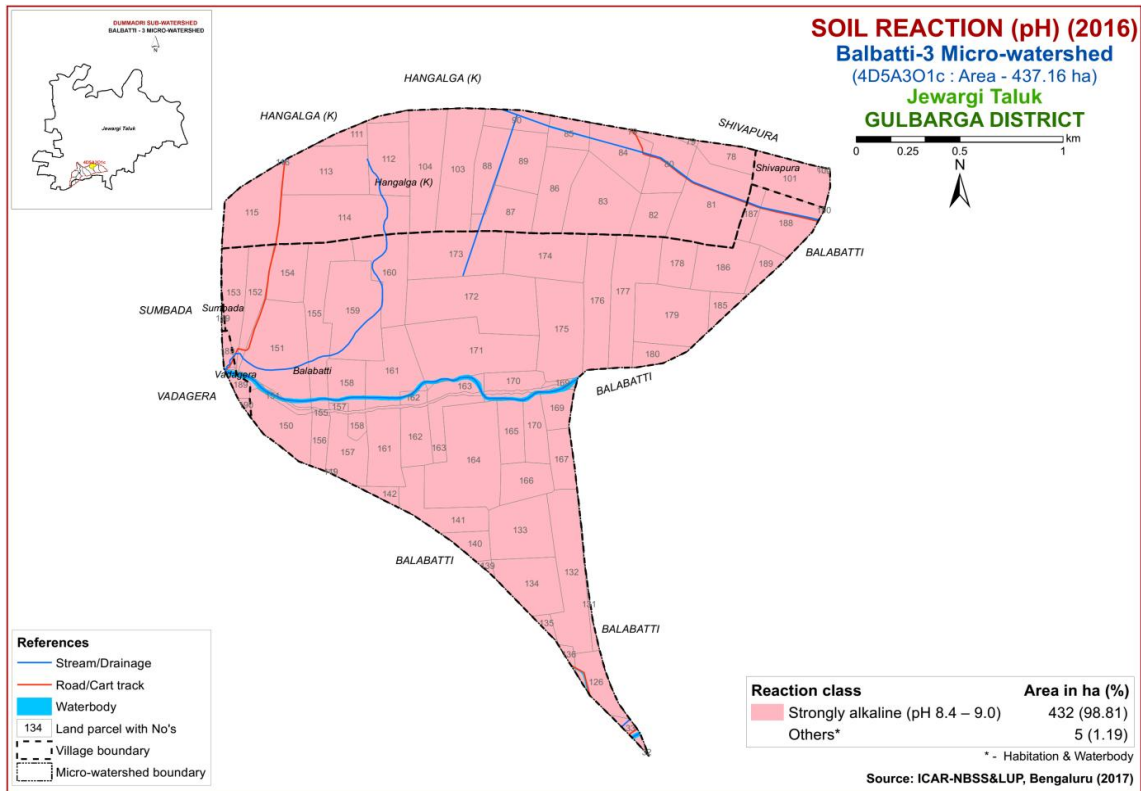 DUMMADRI SUB-WATERSHED
BALBATTI - 3 MICRO-WATERSHED
N
Jewargi Taluk
SOIL REACTION (pH) (2016)
Balbatti-3 Micro-watershed
(4D5A3O1c : Area - 437.16 ha)
Jewargi Taluk
GULBARGA DISTRICT
0 0.25 0.5 1 km
N
HANGALGA (K)
HANGALGA (K)
SHIVAPURA
90 85
111 84 78
112 104 103 88 89 Shivapura
113 Hangalga (K) 86 101
115 114 87 83 82 81 187 188
BALABATTI
173 174
154 160 178 186 189
153 152 172 176 177
SUMBADA Sumbada
155 159 175 179 185
151 171 180
Vadagera Balabatti 161
158 163 170 169 BALABATTI
VADAGERA 189 157 162
150 155 158 162 165 170 169
156 157 161 163 164 167
142 166
141 133
140
BALABATTI 139 132
134
131
135 BALABATTI
136
126
References
Stream/Drainage
Road/Cart track
Waterbody
134 Land parcel with No's
Village boundary
Micro-watershed boundary
Reaction class Area in ha (%)
Strongly alkaline (pH 8.4 – 9.0) 432 (98.81)
Others* 5 (1.19)
* - Habitation & Waterbody
Source: ICAR-NBSS&LUP, Bengaluru (2017)